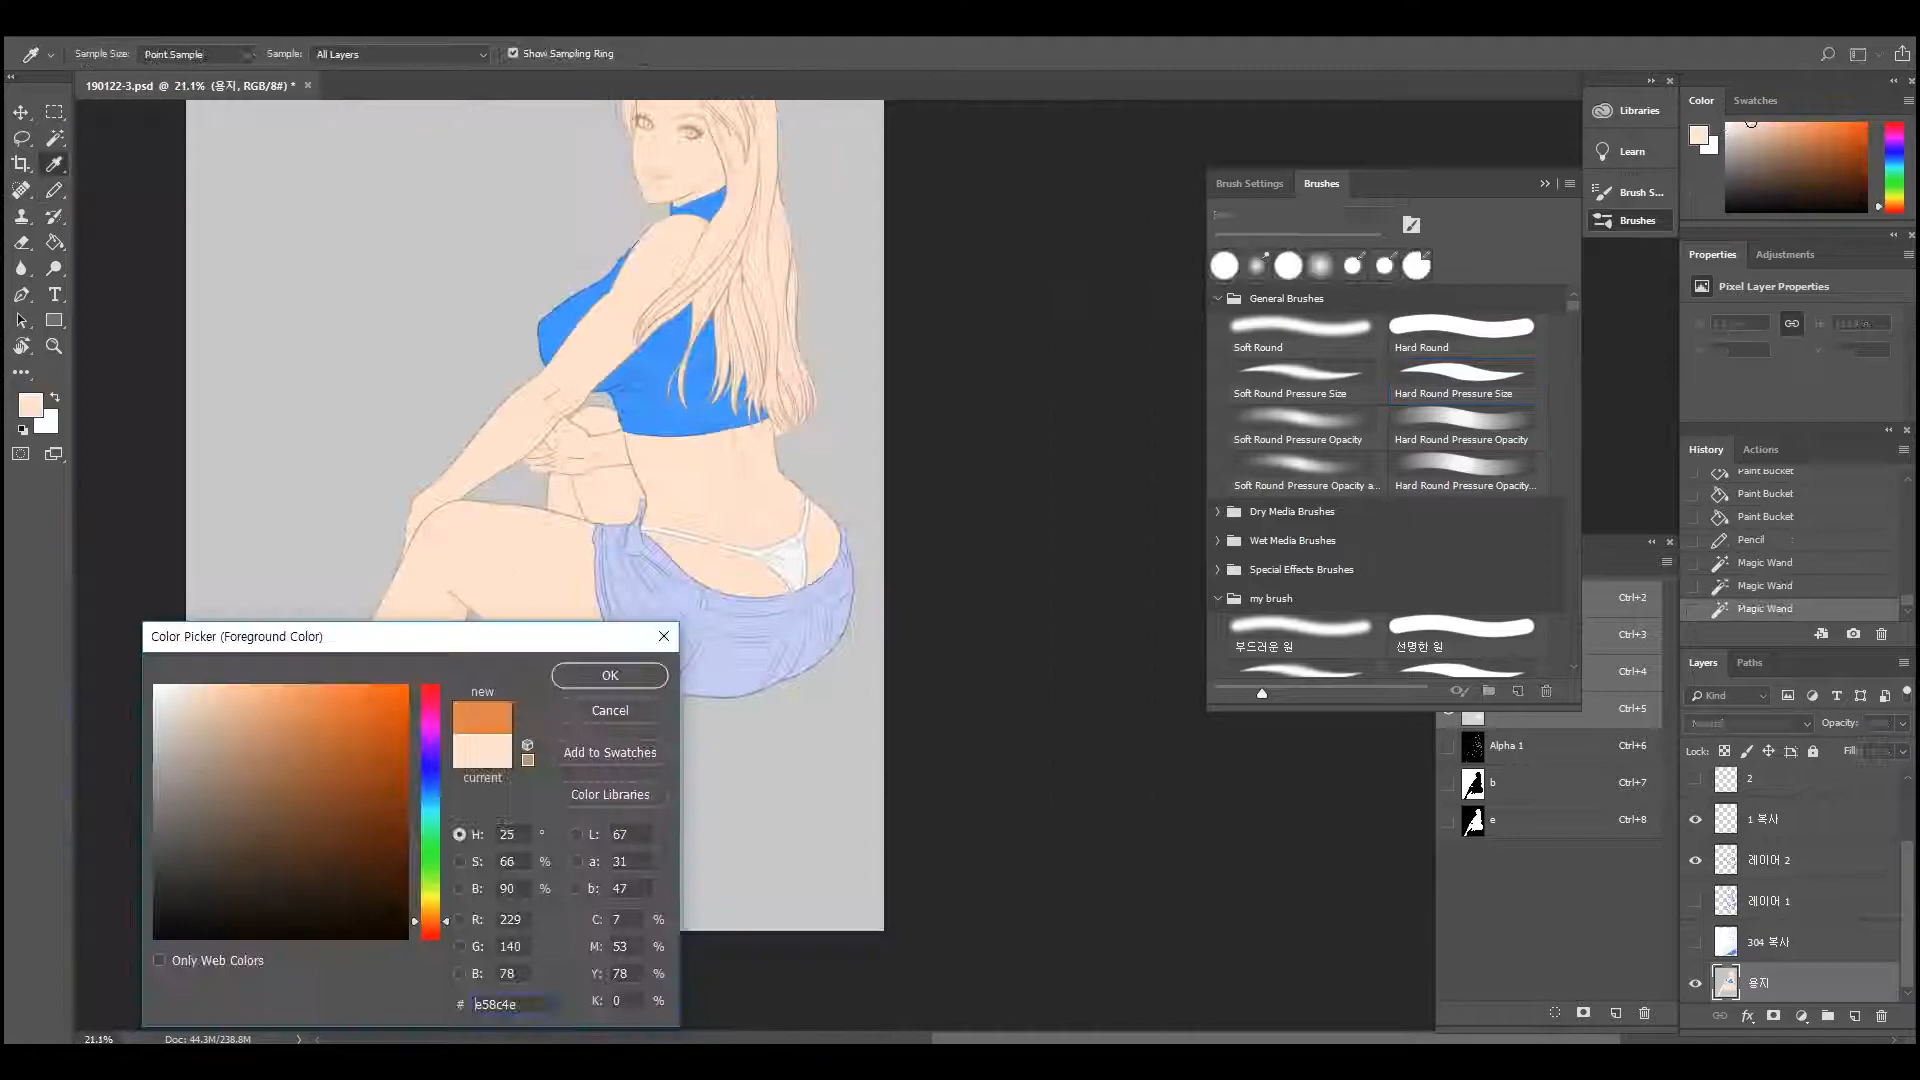 Sample Size: Point Sample Sample: All Layers Show Sampling Ring
190122-3.psd @ 21.1% (용지, RGB/8#) * ×
Libraries
Learn
Brush S...
Brushes
Color Swatches
Brush Settings Brushes
General Brushes
Soft Round Hard Round
Soft Round Pressure Size Hard Round Pressure Size
Soft Round Pressure Opacity Hard Round Pressure Opacity
Soft Round Pressure Opacity a... Hard Round Pressure Opacity...
Dry Media Brushes
Wet Media Brushes
Special Effects Brushes
my brush
부드러운 원 선명한 원
Properties Adjustments
Pixel Layer Properties
History Actions
Paint Bucket
Paint Bucket
Paint Bucket
Pencil
Magic Wand
Magic Wand
Magic Wand
Ctrl+2
Ctrl+3
Ctrl+4
Ctrl+5
Alpha 1 Ctrl+6
b Ctrl+7
e Ctrl+8
Layers Paths
Kind
Opacity:
Lock: Fill:
2
1 복사
레이어 2
레이어 1
304 복사
용지
Color Picker (Foreground Color)
new
current
OK
Cancel
Add to Swatches
Color Libraries
H: 25 ° L: 67
S: 66 % a: 31
B: 90 % b: 47
R: 229 C: 7 %
G: 140 M: 53 %
B: 78 Y: 78 %
# e58c4e K: 0 %
Only Web Colors
21.1% Doc: 44.3M/238.8M